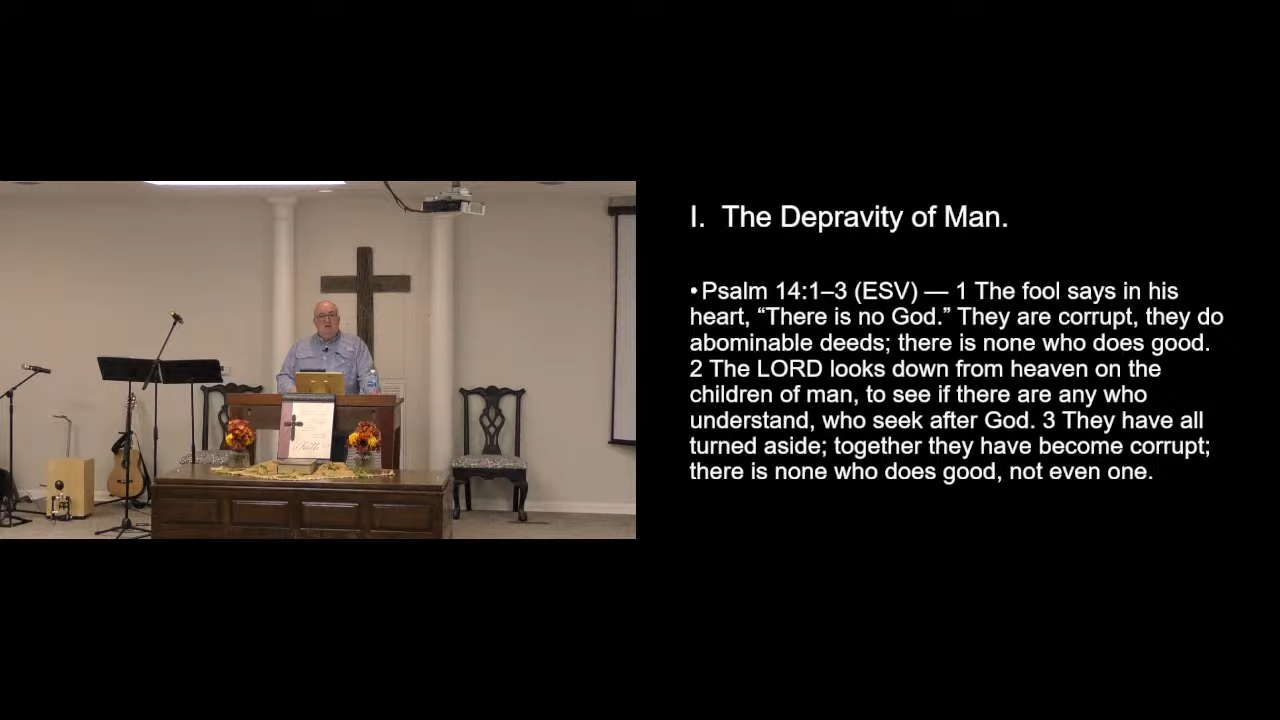 I. The Depravity of Man.
•Psalm 14:1–3 (ESV) — 1 The fool says in his
heart, “There is no God.” They are corrupt, they do
abominable deeds; there is none who does good.
2 The LORD looks down from heaven on the
children of man, to see if there are any who
understand, who seek after God. 3 They have all
turned aside; together they have become corrupt;
there is none who does good, not even one.
Faith